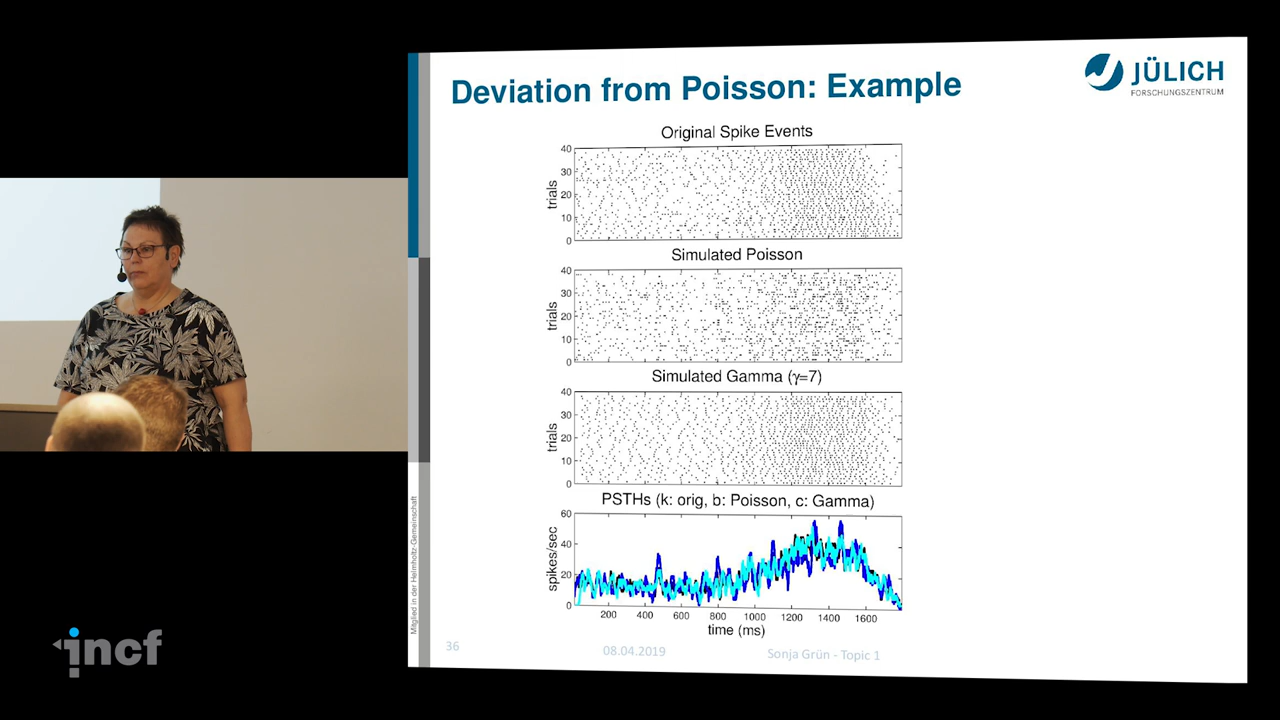 Deviation from Poisson: Example
JÜLICH
FORSCHUNGSZENTRUM
Original Spike Events
40
30
20
10
0
trials
Simulated Poisson
40
30
20
10
0
trials
Simulated Gamma (γ=7)
40
30
20
10
0
trials
PSTHs (k: orig, b: Poisson, c: Gamma)
60
40
20
0
spikes/sec
200 400 600 800 1000 1200 1400 1600
time (ms)
Mitglied in der Helmholtz-Gemeinschaft
36 08.04.2019 Sonja Grün - Topic 1
incf